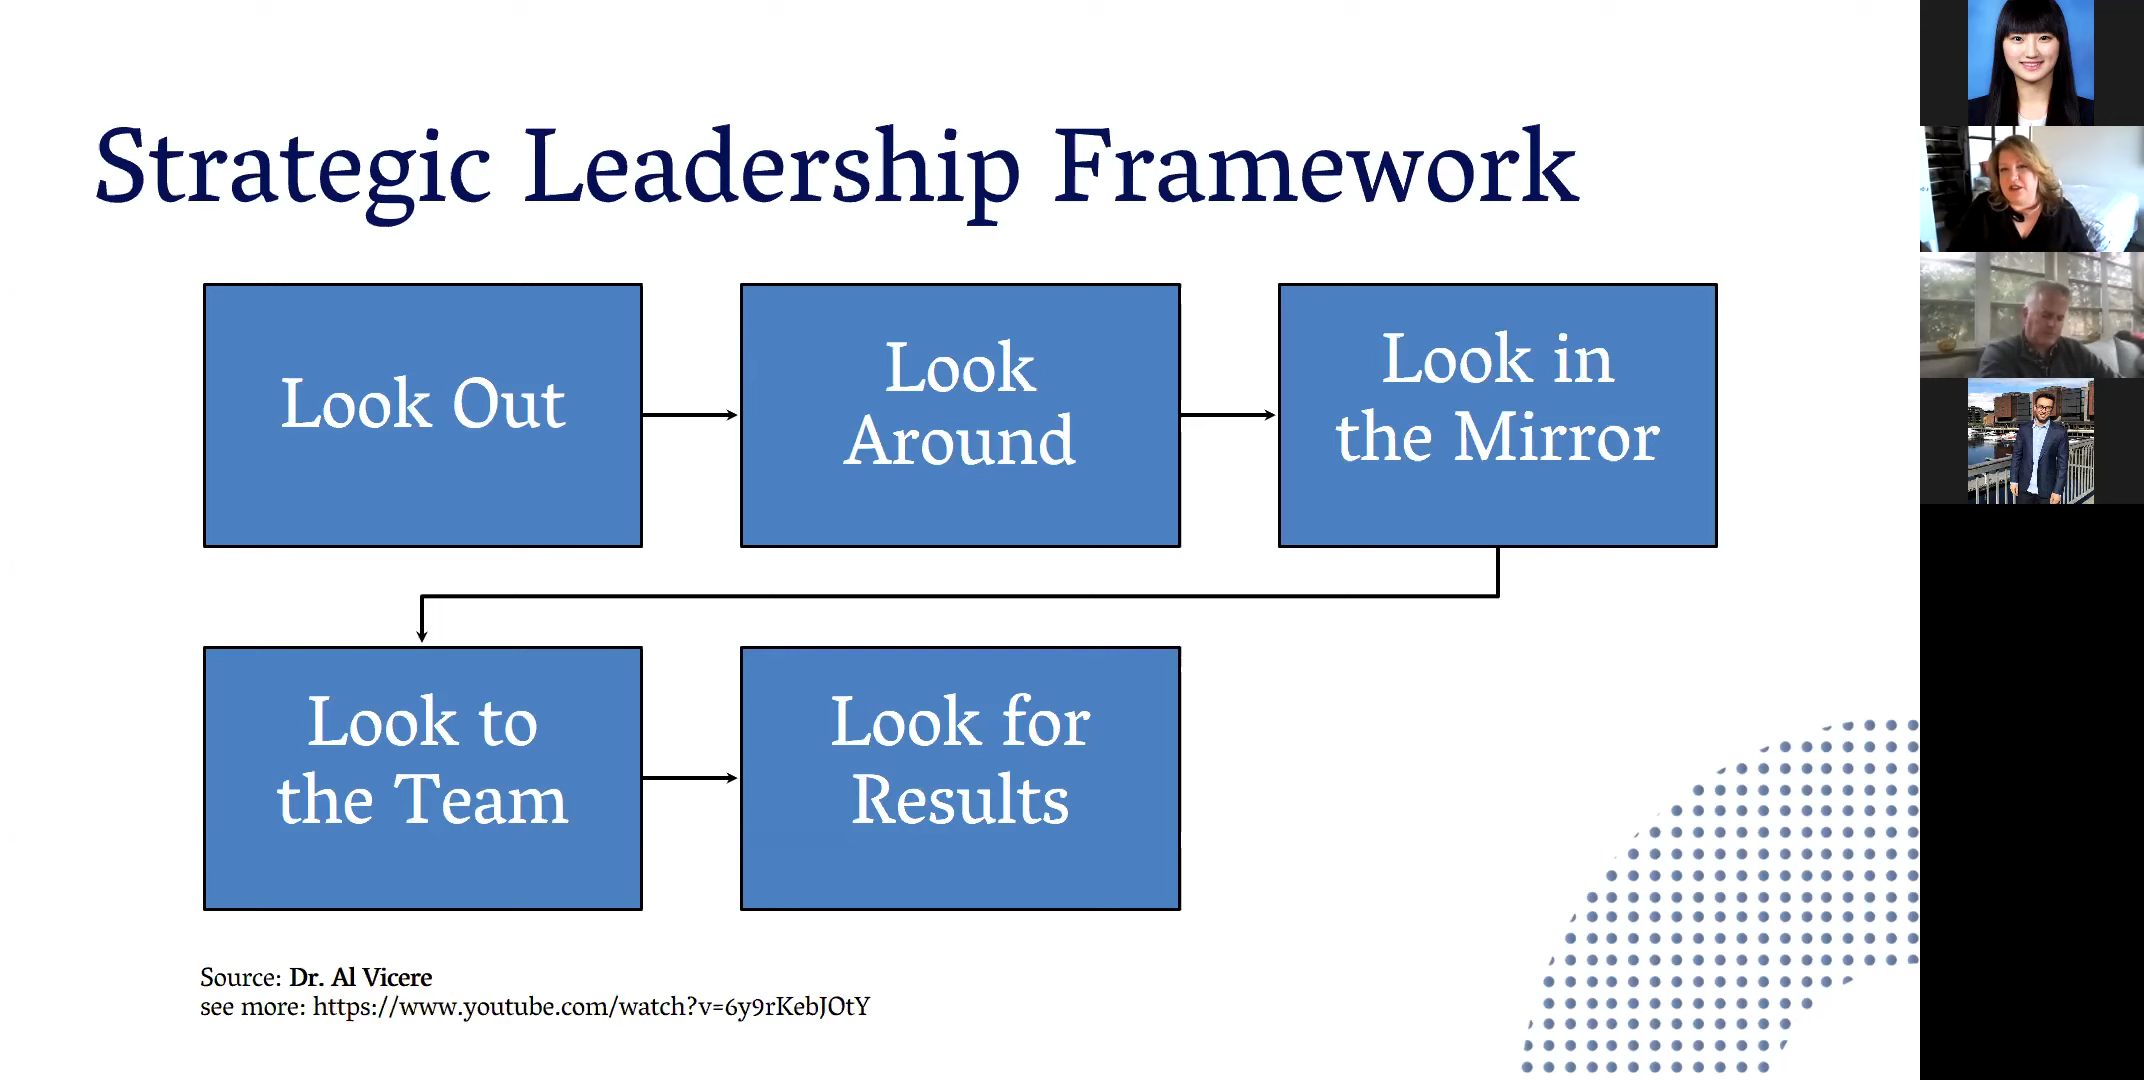 Strategic Leadership Framework
Look Out
Look
Around
Look in
the Mirror
Look to
the Team
Look for
Results
Source: Dr. Al Vicere
see more: https://www.youtube.com/watch?v=6y9rKebJOtY